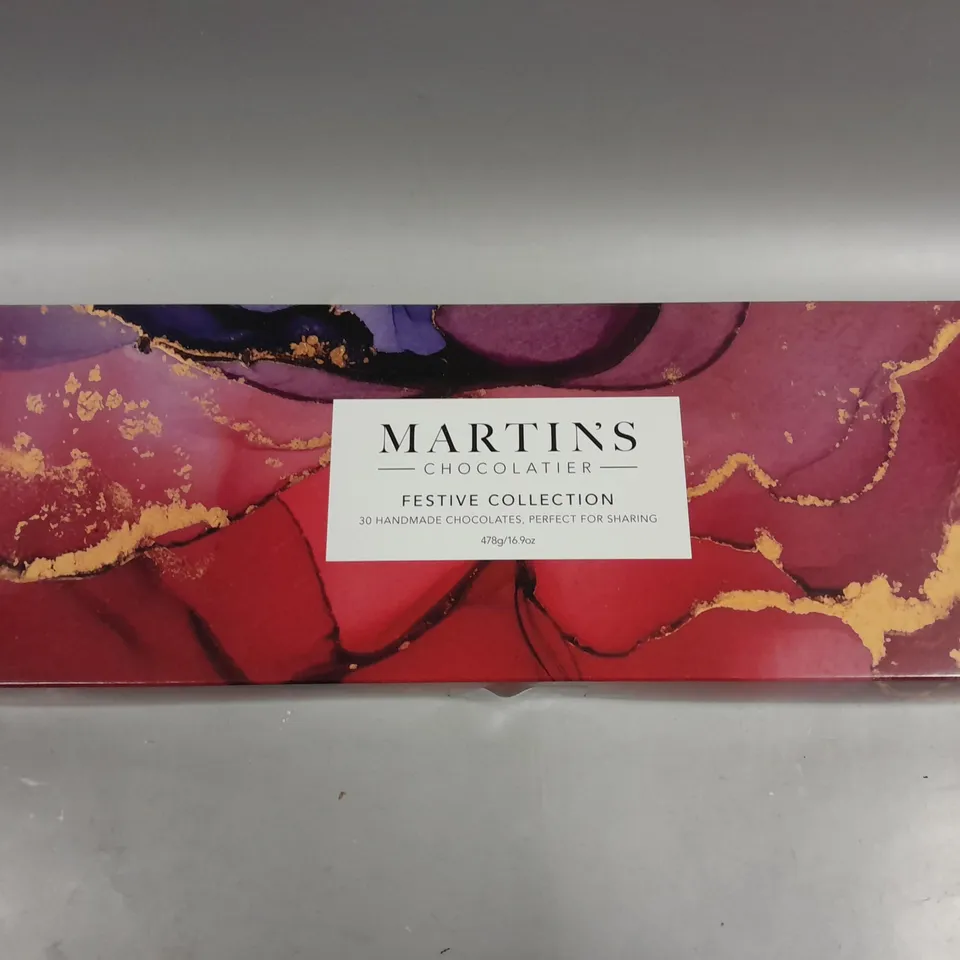 MARTIN'S
CHOCOLATIER
FESTIVE COLLECTION
30 HANDMADE CHOCOLATES, PERFECT FOR SHARING
478g/16.9oz